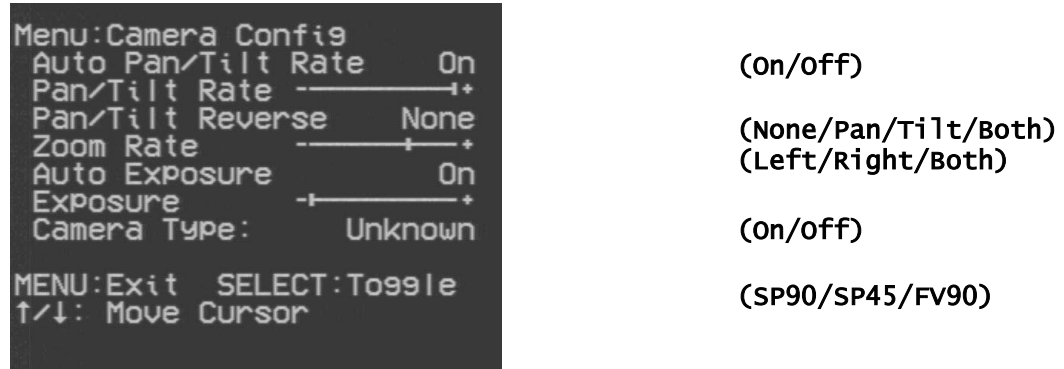 Menu:Camera Config
Auto Pan/Tilt Rate On
(On/Off)
Pan/Tilt Rate - +
Pan/Tilt Reverse None
(None/Pan/Tilt/Both)
Zoom Rate - +
(Left/Right/Both)
Auto Exposure On
Exposure - +
Camera Type: Unknown
(On/Off)
MENU:Exit SELECT:Toggle
(SP90/SP45/FV90)
↑/↓: Move Cursor